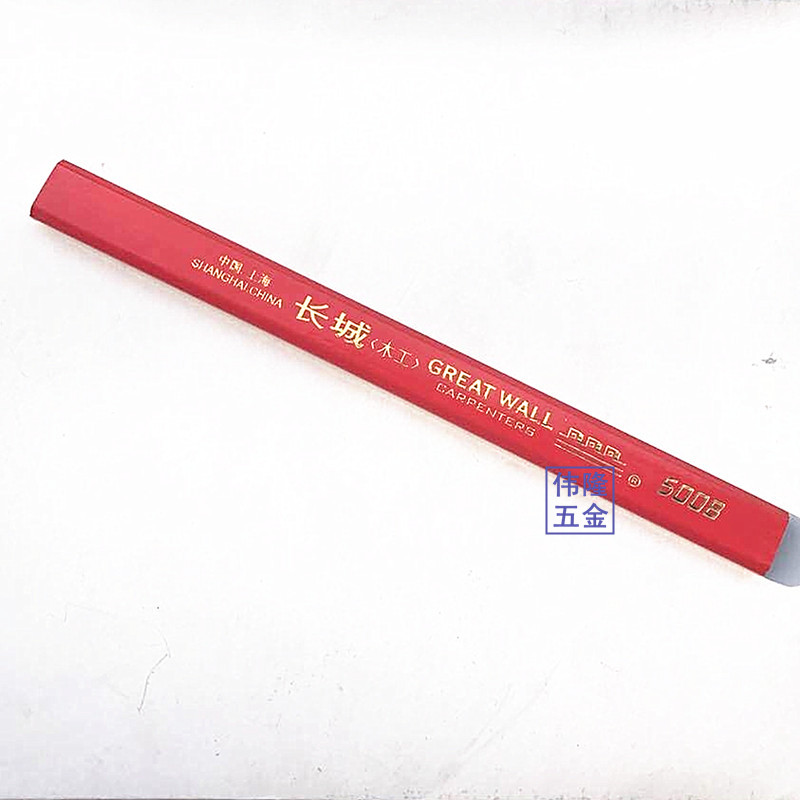 中国 上海
SHANGHAI.CHINA
长城〈木工〉 GREAT WALL
CARPENTERS
® 5008
伟隆
五金